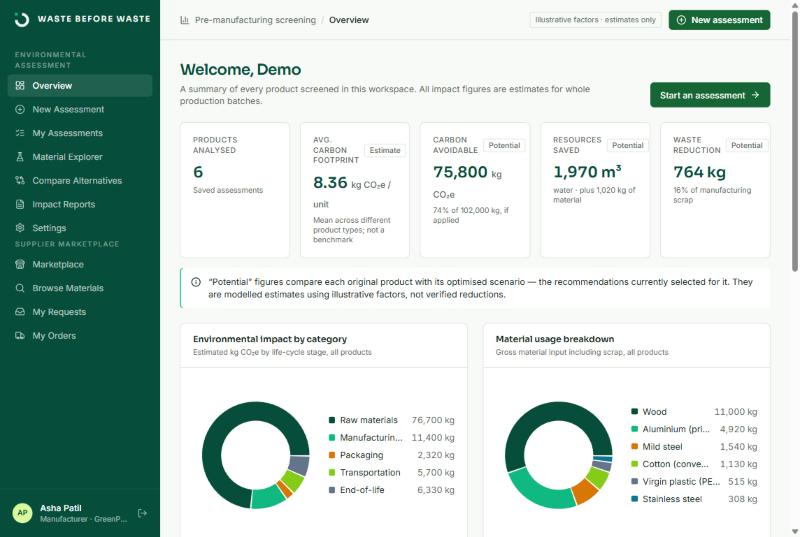 WASTE BEFORE WASTE
ENVIRONMENTAL
ASSESSMENT
Overview
New Assessment
My Assessments
Material Explorer
Compare Alternatives
Impact Reports
Settings
SUPPLIER MARKETPLACE
Marketplace
Browse Materials
My Requests
My Orders
AP
Asha Patil
Manufacturer · GreenP...
Pre-manufacturing screening / Overview
Illustrative factors · estimates only
New assessment
Welcome, Demo
A summary of every product screened in this workspace. All impact figures are estimates for whole
production batches.
Start an assessment →
PRODUCTS
ANALYSED
6
Saved assessments
AVG.
CARBON
FOOTPRINT
Estimate
8.36 kg CO₂e /
unit
Mean across different
product types; not a
benchmark
CARBON
AVOIDABLE
Potential
75,800 kg
CO₂e
74% of 102,000 kg, if
applied
RESOURCES
SAVED
Potential
1,970 m³
water · plus 1,020 kg of
material
WASTE
REDUCTION
Potential
764 kg
16% of manufacturing
scrap
“Potential” figures compare each original product with its optimised scenario — the recommendations currently selected for it. They
are modelled estimates using illustrative factors, not verified reductions.
Environmental impact by category
Estimated kg CO₂e by life-cycle stage, all products
Raw materials 76,700 kg
Manufacturin... 11,400 kg
Packaging 2,320 kg
Transportation 5,700 kg
End-of-life 6,330 kg
Material usage breakdown
Gross material input including scrap, all products
Wood 11,000 kg
Aluminium (pri... 4,920 kg
Mild steel 1,540 kg
Cotton (conve... 1,130 kg
Virgin plastic (PE... 515 kg
Stainless steel 308 kg